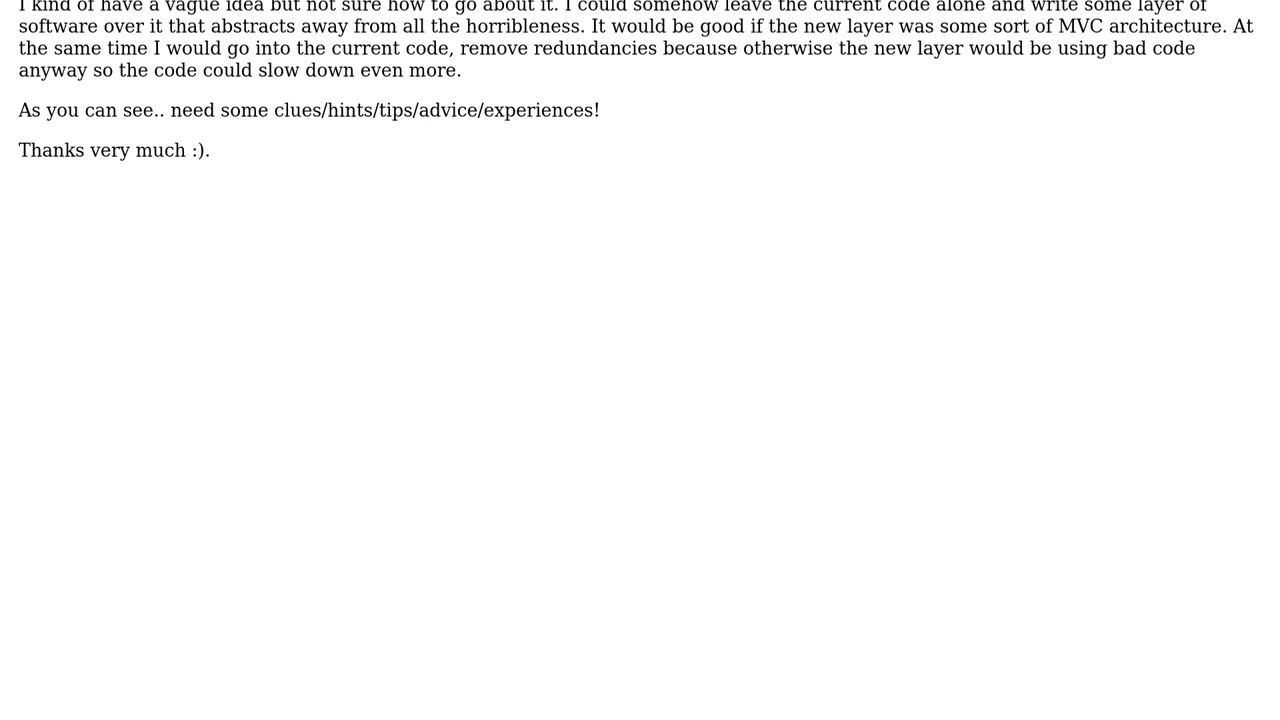 I kind of have a vague idea but not sure how to go about it. I could somehow leave the current code alone and write some layer of
software over it that abstracts away from all the horribleness. It would be good if the new layer was some sort of MVC architecture. At
the same time I would go into the current code, remove redundancies because otherwise the new layer would be using bad code
anyway so the code could slow down even more.
As you can see.. need some clues/hints/tips/advice/experiences!
Thanks very much :).